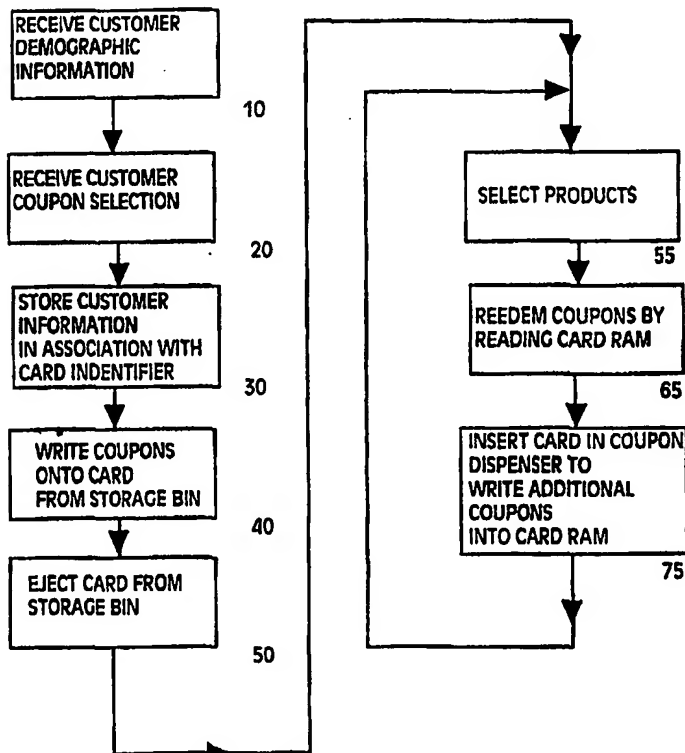 RECEIVE CUSTOMER
DEMOGRAPHIC
INFORMATION
10
RECEIVE CUSTOMER
COUPON SELECTION
20
STORE CUSTOMER
INFORMATION
IN ASSOCIATION WITH
CARD INDENTIFIER
30
WRITE COUPONS
ONTO CARD
FROM STORAGE BIN
40
EJECT CARD FROM
STORAGE BIN
50
SELECT PRODUCTS
55
REEDEM COUPONS BY
READING CARD RAM
65
INSERT CARD IN COUPON
DISPENSER TO
WRITE ADDITIONAL
COUPONS
INTO CARD RAM
75